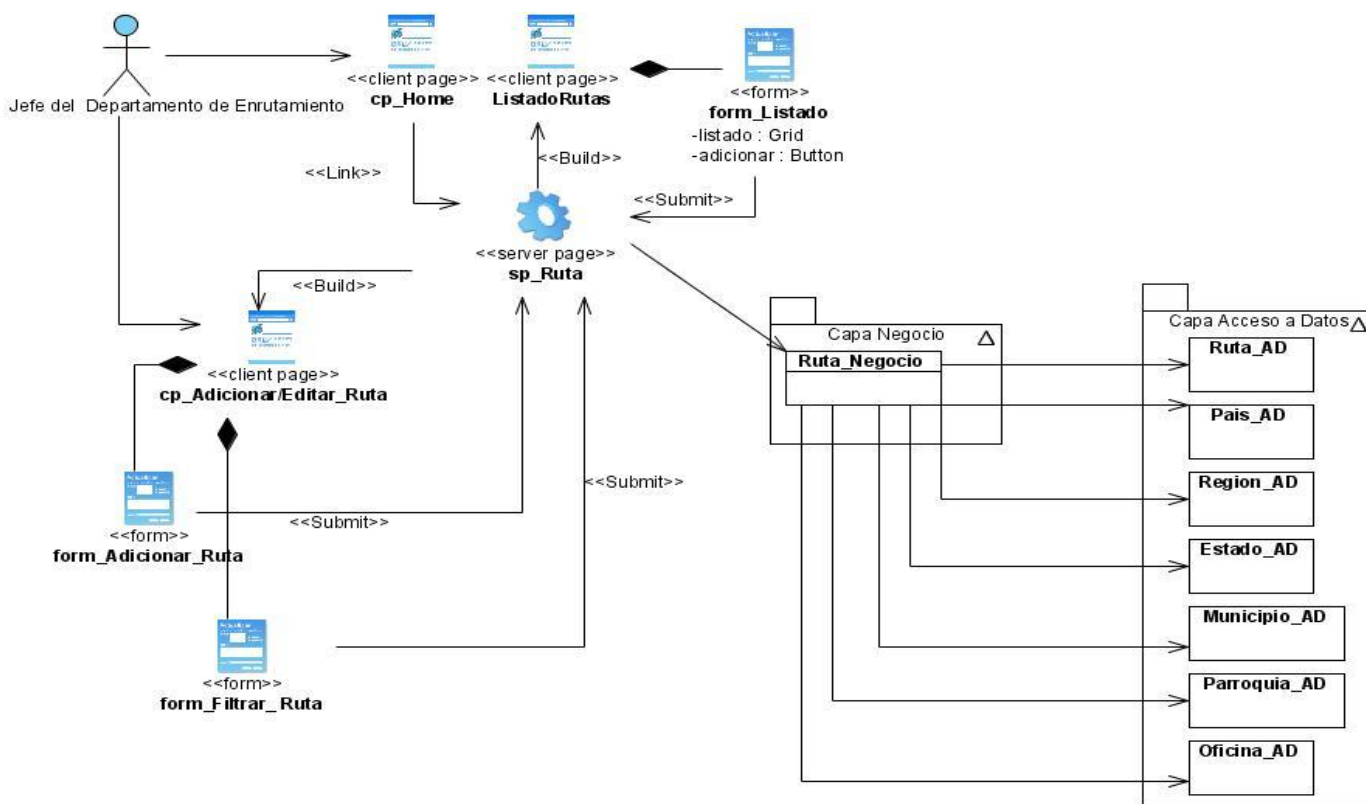 Jefe del Departamento de Enrutamiento
<<client page>>
cp_Home
<<client page>>
ListadoRutas
<<form>>
form_Listado
-listado : Grid
-adicionar : Button
<<Link>>
<<Build>>
<<Submit>>
<<server page>>
sp_Ruta
<<Build>>
<<client page>>
cp_Adicionar/Editar_Ruta
<<form>>
form_Adicionar_Ruta
<<Submit>>
<<Submit>>
<<form>>
form_Filtrar_ Ruta
Capa Negocio
Ruta_Negocio
Capa Acceso a Datos
Ruta_AD
Pais_AD
Region_AD
Estado_AD
Municipio_AD
Parroquia_AD
Oficina_AD